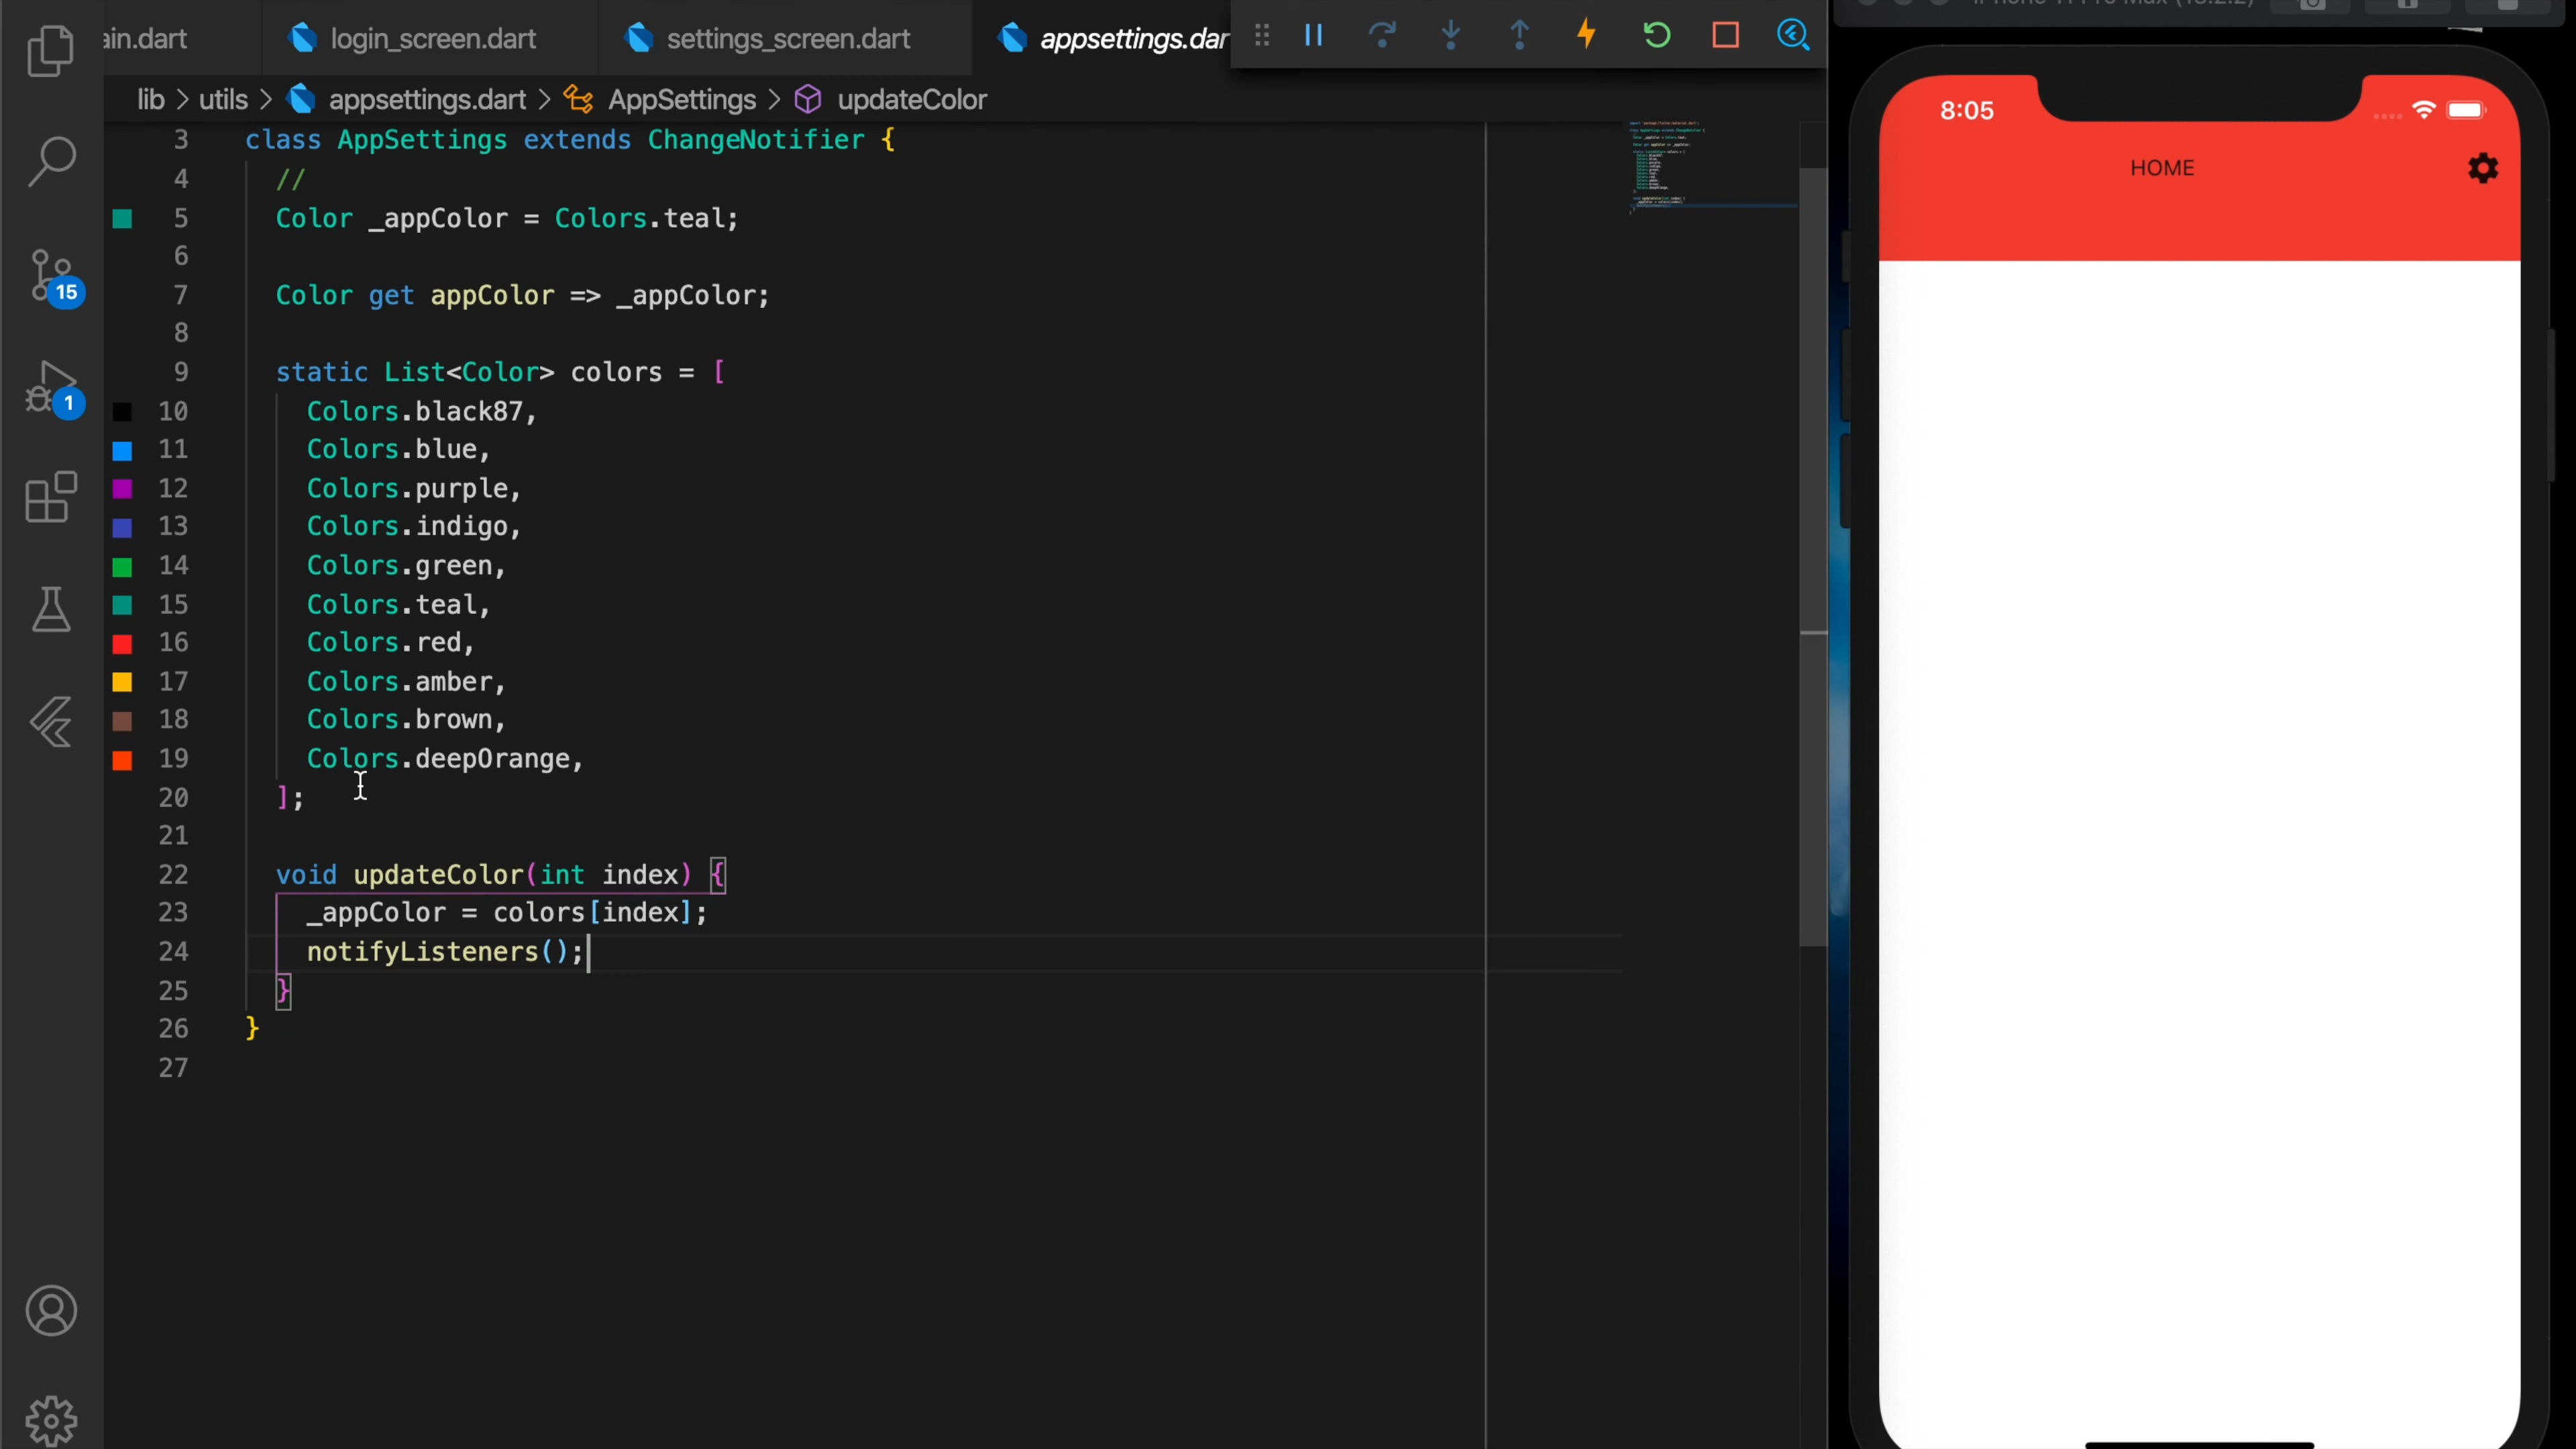 ain.dart login_screen.dart settings_screen.dart appsettings.dar
lib > utils > appsettings.dart > AppSettings > updateColor
3 class AppSettings extends ChangeNotifier {
4 //
5 Color _appColor = Colors.teal;
6
7 Color get appColor => _appColor;
8
9 static List<Color> colors = [
10 Colors.black87,
11 Colors.blue,
12 Colors.purple,
13 Colors.indigo,
14 Colors.green,
15 Colors.teal,
16 Colors.red,
17 Colors.amber,
18 Colors.brown,
19 Colors.deepOrange,
20 ];
21
22 void updateColor(int index) {
23 _appColor = colors[index];
24 notifyListeners();
25 }
26 }
27
15
1
8:05
HOME